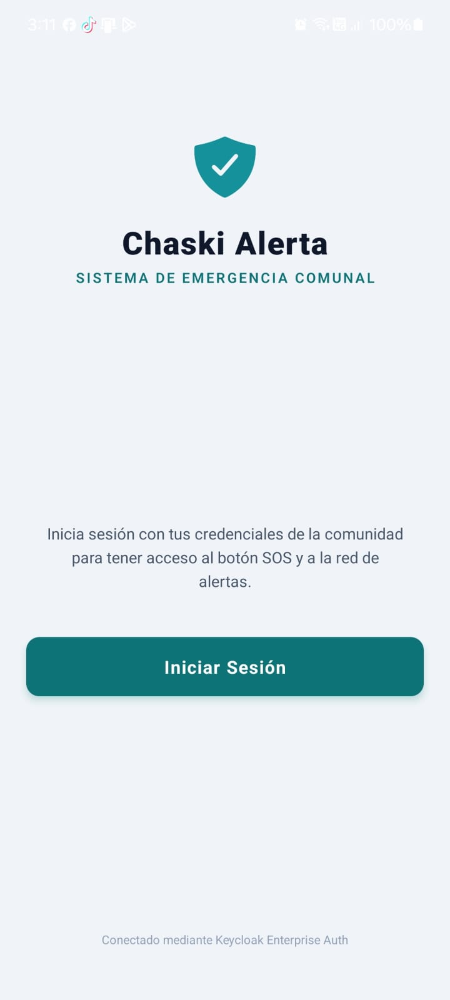 3:11 100%
Chaski Alerta
SISTEMA DE EMERGENCIA COMUNAL
Inicia sesión con tus credenciales de la comunidad
para tener acceso al botón SOS y a la red de
alertas.
Iniciar Sesión
Conectado mediante Keycloak Enterprise Auth